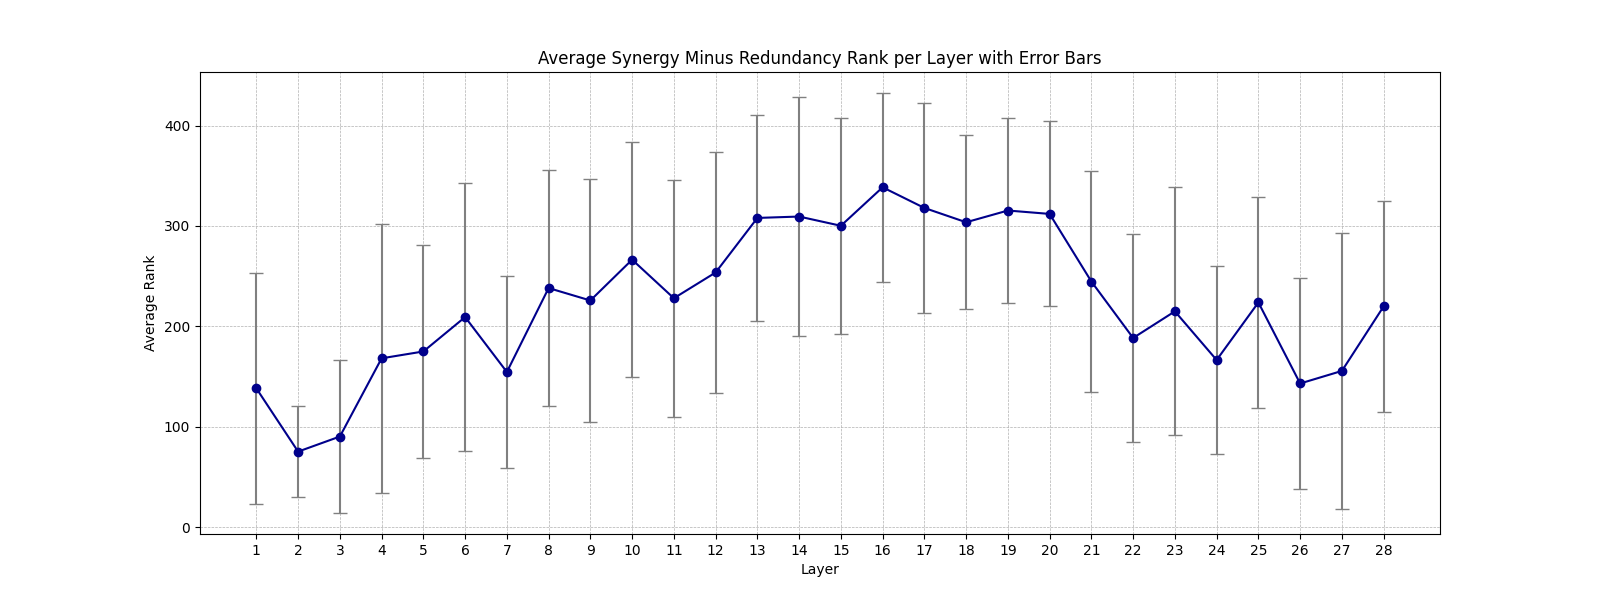 Average Synergy Minus Redundancy Rank per Layer with Error Bars
400
300
200
100
0
Average Rank
1 2 3 4 5 6 7 8 9 10 11 12 13 14 15 16 17 18 19 20 21 22 23 24 25 26 27 28
Layer